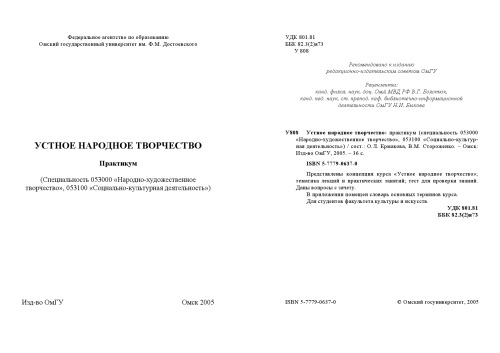 Федеральное агентство по образованию
Омский государственный университет им. Ф.М. Достоевского
УСТНОЕ НАРОДНОЕ ТВОРЧЕСТВО
Практикум
(Специальность 053000 «Народно-художественное
творчество», 053100 «Социально-культурная деятельность»)
Изд-во ОмГУ
Омск 2005
УДК 801.81
ББК 82.3(2)я73
У 808
Рекомендовано к изданию
редакционно-издательским советом ОмГУ
Рецензенты:
канд. филол. наук, доц. ОмА МВД РФ В.Г.
канд. пед. наук, ст. препод. каф. библиотечно-информационной
деятельности ОмГУ Н.И. Быкова
У808 Устное народное творчество: практикум (специальность 053000
«Народно-художественное творчество», 053100 «Социально-культур-
ная деятельность») / сост.: О.Л. В.М. Стороженко. – Омск:
Изд-во ОмГУ, 2005. – 36 с.
ISBN 5-7779-0637-0
Представлены концепция курса «Устное народное творчество»;
тематика лекций и практических занятий; тест для проверки знаний.
Даны вопросы к зачету.
В приложении помещен словарь основных терминов курса.
Для студентов факультета культуры и искусств.
УДК 801.81
ББК 82.3(2)я73
ISBN 5-7779-0637-0
© Омский госуниверситет, 2005